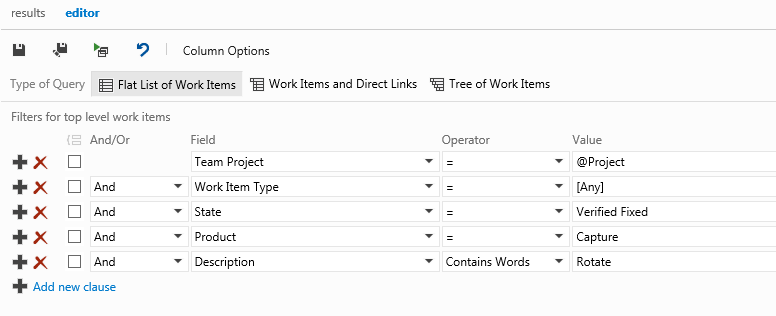 results editor
Column Options
Type of Query Flat List of Work Items Work Items and Direct Links Tree of Work Items
Filters for top level work items
And/Or Field Operator Value
Team Project = @Project
And Work Item Type = [Any]
And State = Verified Fixed
And Product = Capture
And Description Contains Words Rotate
Add new clause